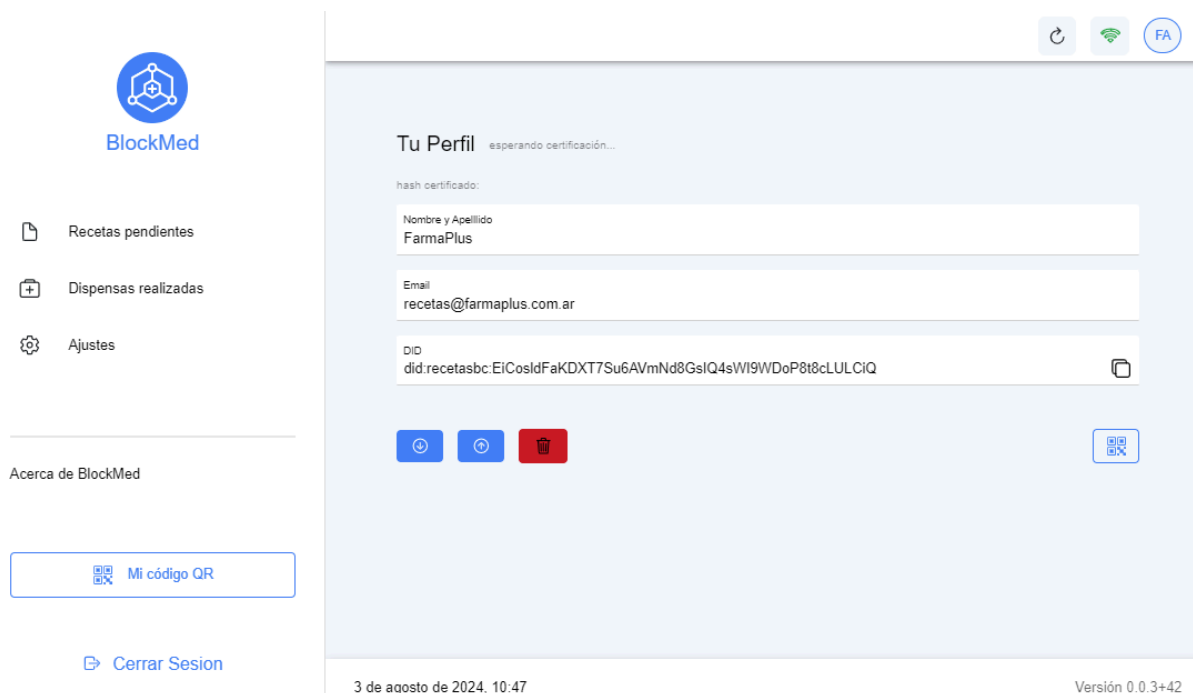 FA
BlockMed
Recetas pendientes
Dispensas realizadas
Ajustes
Acerca de BlockMed
Mi código QR
Cerrar Sesion
Tu Perfil esperando certificación...
hash certificado:
Nombre y Apelllido
FarmaPlus
Email
recetas@farmaplus.com.ar
DID
did:recetasbc:EiCosIdFaKDXT7Su6AVmNd8GsIQ4sWI9WDoP8t8cLULCiQ
3 de agosto de 2024, 10:47
Versión 0.0.3+42